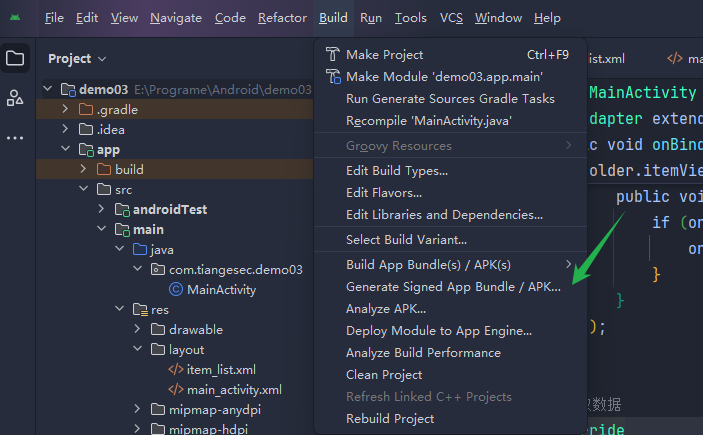 File Edit View Navigate Code Refactor Build Run Tools VCS Window Help
Project
demo03 E:\Programe\Android\demo03
.gradle
.idea
app
build
src
androidTest
main
java
com.tiangesec.demo03
MainActivity
res
drawable
layout
item_list.xml
main_activity.xml
mipmap-anydpi
mipmap-hdpi
Make Project Ctrl+F9
Make Module 'demo03.app.main'
Run Generate Sources Gradle Tasks
Recompile 'MainActivity.java'
Groovy Resources
Edit Build Types...
Edit Flavors...
Edit Libraries and Dependencies...
Select Build Variant...
Build App Bundle(s) / APK(s)
Generate Signed App Bundle / APK...
Analyze APK...
Deploy Module to App Engine...
Analyze Build Performance
Clean Project
Refresh Linked C++ Projects
Rebuild Project
ist.xml ma
MainActivity
dapter extend
c void onBind
older.itemVie
public voi
if (on
on
}
}
);
数据
eride